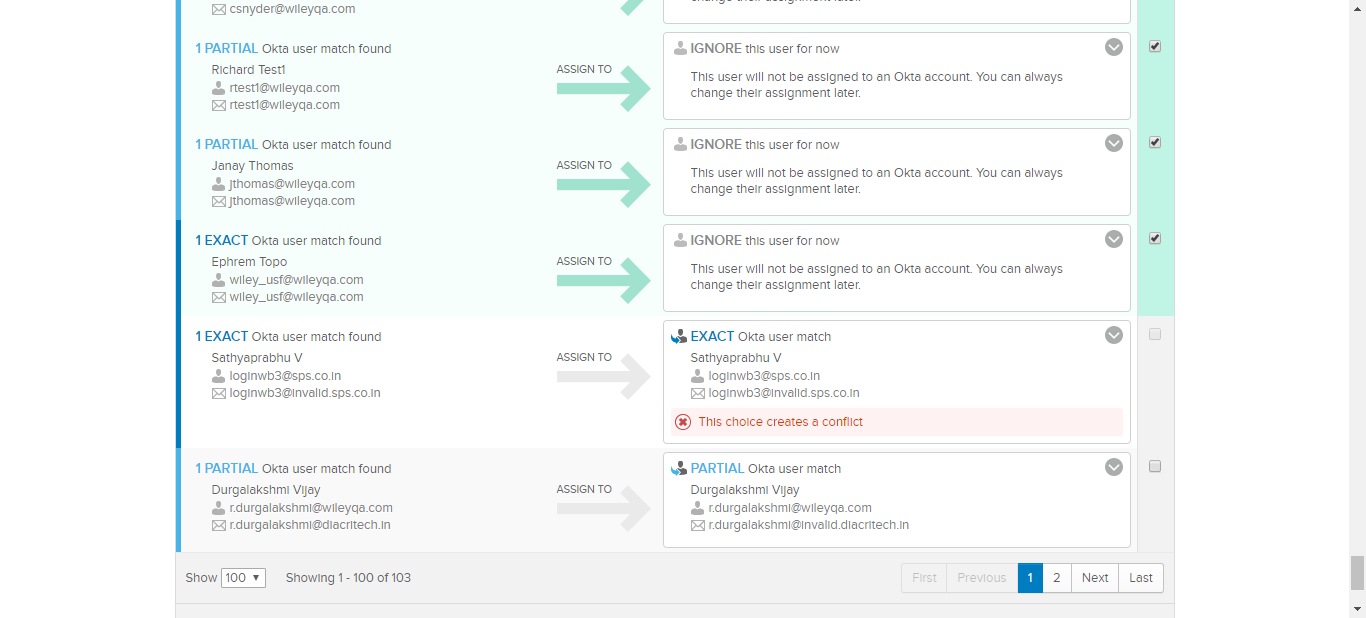 csnyder@wileyqa.com
1 PARTIAL Okta user match found
Richard Test1
rtest1@wileyqa.com
rtest1@wileyqa.com
ASSIGN TO
IGNORE this user for now
This user will not be assigned to an Okta account. You can always
change their assignment later.
1 PARTIAL Okta user match found
Janay Thomas
jthomas@wileyqa.com
jthomas@wileyqa.com
ASSIGN TO
IGNORE this user for now
This user will not be assigned to an Okta account. You can always
change their assignment later.
1 EXACT Okta user match found
Ephrem Topo
wiley_usf@wileyqa.com
wiley_usf@wileyqa.com
ASSIGN TO
IGNORE this user for now
This user will not be assigned to an Okta account. You can always
change their assignment later.
1 EXACT Okta user match found
Sathyaprabhu V
loginwb3@sps.co.in
loginwb3@invalid.sps.co.in
ASSIGN TO
EXACT Okta user match
Sathyaprabhu V
loginwb3@sps.co.in
loginwb3@invalid.sps.co.in
This choice creates a conflict
1 PARTIAL Okta user match found
Durgalakshmi Vijay
r.durgalakshmi@wileyqa.com
r.durgalakshmi@diacritech.in
ASSIGN TO
PARTIAL Okta user match
Durgalakshmi Vijay
r.durgalakshmi@wileyqa.com
r.durgalakshmi@invalid.diacritech.in
Show 100 Showing 1 - 100 of 103 First Previous 1 2 Next Last